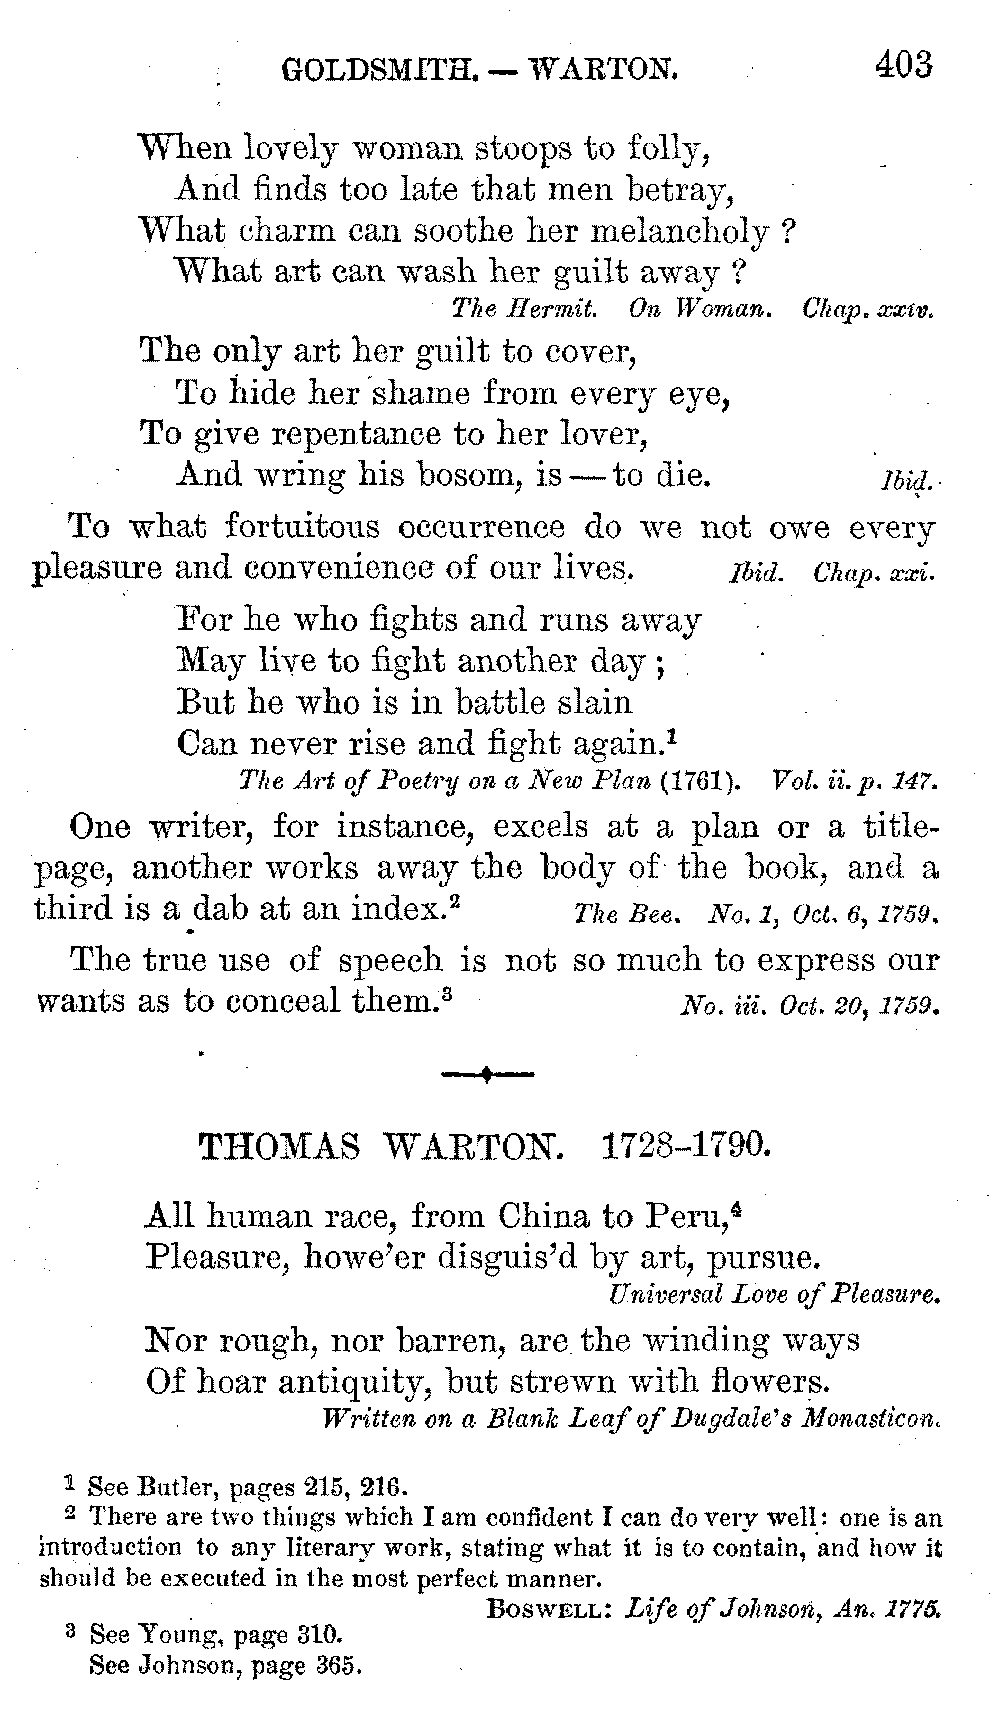 GOLDSMITH. — WARTON. 403
When lovely woman stoops to folly,
And finds too late that men betray,
What charm can soothe her melancholy ?
What art can wash her guilt away ?
The Hermit. On Woman. Chap. xxiv.
The only art her guilt to cover,
To hide her shame from every eye,
To give repentance to her lover,
And wring his bosom, is — to die. Ibid.
To what fortuitous occurrence do we not owe every
pleasure and convenience of our lives. Ibid. Chap. xxi.
For he who fights and runs away
May live to fight another day ;
But he who is in battle slain
Can never rise and fight again.¹
The Art of Poetry on a New Plan (1761). Vol. ii. p. 147.
One writer, for instance, excels at a plan or a title-
page, another works away the body of the book, and a
third is a dab at an index.² The Bee. No. 1, Oct. 6, 1759.
The true use of speech is not so much to express our
wants as to conceal them.³ No. iii. Oct. 20, 1759.
THOMAS WARTON. 1728–1790.
All human race, from China to Peru,⁴
Pleasure, howe'er disguis'd by art, pursue.
Universal Love of Pleasure.
Nor rough, nor barren, are the winding ways
Of hoar antiquity, but strewn with flowers.
Written on a Blank Leaf of Dugdale's Monasticon.
¹ See Butler, pages 215, 216.
² There are two things which I am confident I can do very well: one is an
introduction to any literary work, stating what it is to contain, and how it
should be executed in the most perfect manner.
BOSWELL: Life of Johnson, An. 1775.
³ See Young, page 310.
See Johnson, page 365.